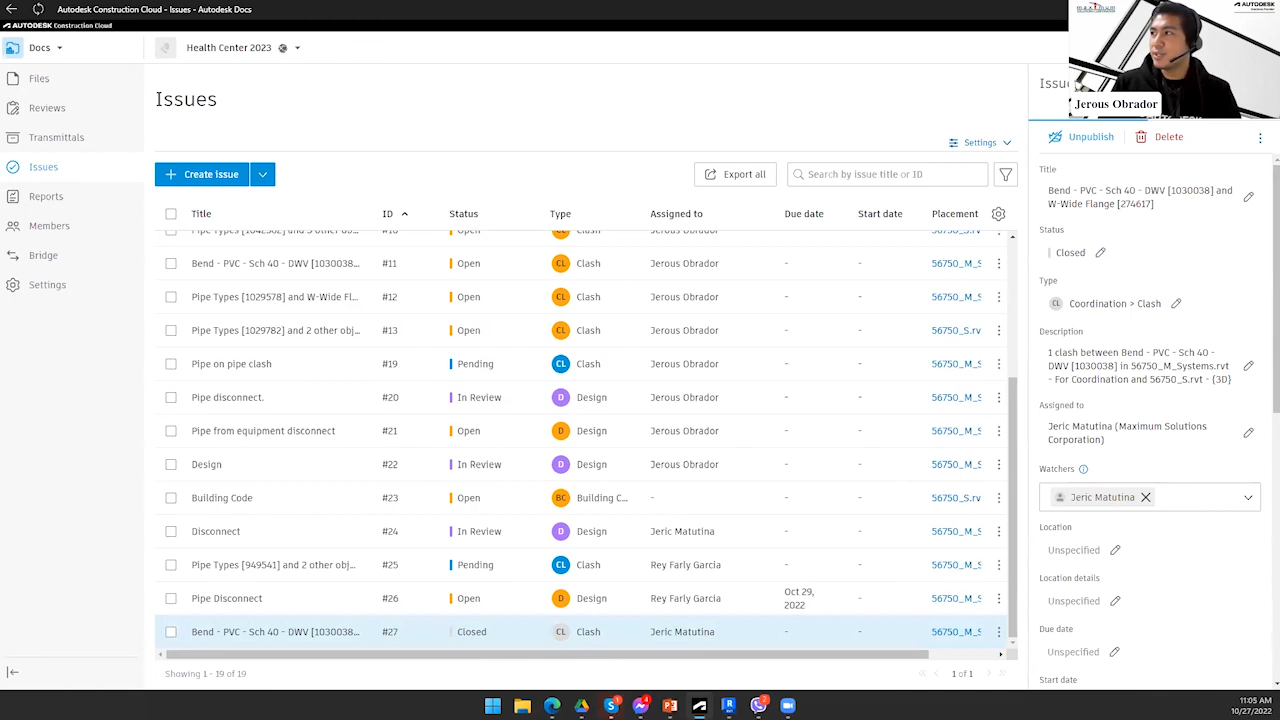 Autodesk Construction Cloud - Issues - Autodesk Docs
AUTODESK Construction Cloud
Docs
Health Center 2023
Files
Reviews
Transmittals
Issues
Reports
Members
Bridge
Settings
Issues
Settings
Create issue
Export all
Search by issue title or ID
Title ID Status Type Assigned to Due date Start date Placement
Pipe Types [1042582] and 3 other obj... #10 Open Clash Jerous Obrador - - 56750_S.rv
Bend - PVC - Sch 40 - DWV [1030038... #11 Open CL Clash Jerous Obrador - - 56750_M_S
Pipe Types [1029578] and W-Wide Fl... #12 Open CL Clash Jerous Obrador - - 56750_M_S
Pipe Types [1029782] and 2 other obj... #13 Open CL Clash Jerous Obrador - - 56750_S.rv
Pipe on pipe clash #19 Pending CL Clash Jerous Obrador - - 56750_M_S
Pipe disconnect. #20 In Review D Design Jerous Obrador - - 56750_M_S
Pipe from equipment disconnect #21 Open D Design Jerous Obrador - - 56750_M_S
Design #22 In Review D Design Jerous Obrador - - 56750_M_S
Building Code #23 Open BC Building C... - - - 56750_S.rv
Disconnect #24 In Review D Design Jeric Matutina - - 56750_M_S
Pipe Types [949541] and 2 other obj... #25 Pending CL Clash Rey Farly Garcia - - 56750_M_S
Pipe Disconnect #26 Open D Design Rey Farly Garcia Oct 29, 2022 - 56750_M_S
Bend - PVC - Sch 40 - DWV [1030038... #27 Closed CL Clash Jeric Matutina - - 56750_M_S
Showing 1 - 19 of 19
1 of 1
AUTODESK
Jerous Obrador
Issu
Unpublish
Delete
Title
Bend - PVC - Sch 40 - DWV [1030038] and
W-Wide Flange [274617]
Status
Closed
Type
CL Coordination > Clash
Description
1 clash between Bend - PVC - Sch 40 -
DWV [1030038] in 56750_M_Systems.rvt
- For Coordination and 56750_S.rvt - {3D}
Assigned to
Jeric Matutina (Maximum Solutions
Corporation)
Watchers
Jeric Matutina
Location
Unspecified
Location details
Unspecified
Due date
Unspecified
Start date
11:05 AM
10/27/2022